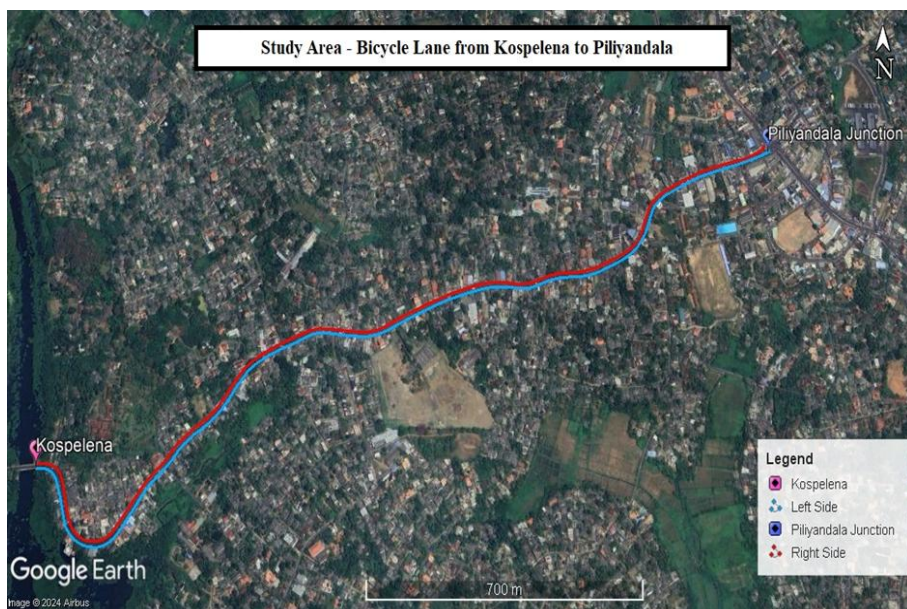 Study Area - Bicycle Lane from Kospelena to Piliyandala
N
Piliyandala Junction
Kospelena
Legend
Kospelena
Left Side
Piliyandala Junction
Right Side
Google Earth
700 m
Image © 2024 Airbus